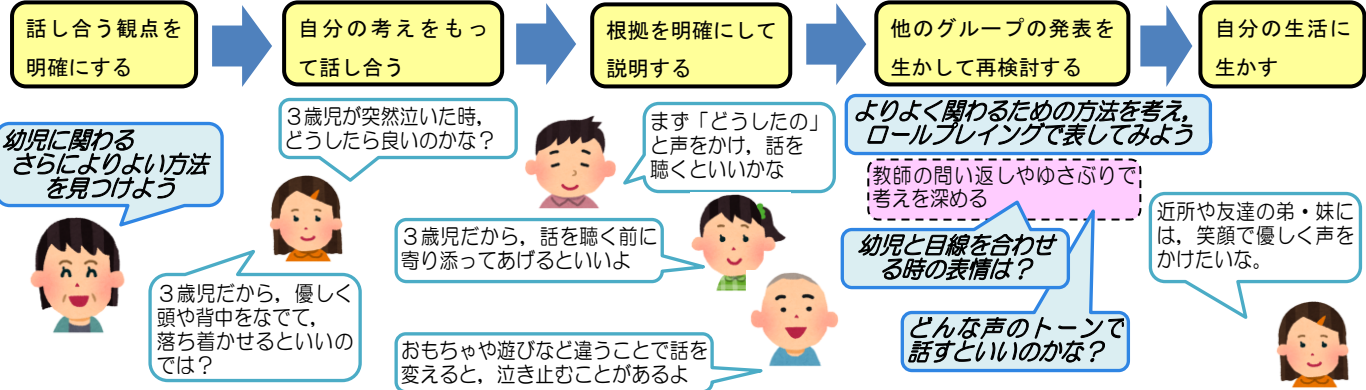 話し合う観点を
明確にする
自分の考えをもっ
て話し合う
根拠を明確にして
説明する
他のグループの発表を
生かして再検討する
自分の生活に
生かす
幼児に関わる
さらによりよい方法
を見つけよう
３歳児が突然泣いた時，
どうしたら良いのかな？
３歳児だから，優しく
頭や背中をなでて，
落ち着かせるといいの
では？
まず「どうしたの」
と声をかけ，話を
聴くといいかな
３歳児だから，話を聴く前に
寄り添ってあげるといいよ
おもちゃや遊びなど違うことで話を
変えると，泣き止むことがあるよ
よりよく関わるための方法を考え，
ロールプレイングで表してみよう
教師の問い返しやゆさぶりで
考えを深める
幼児と目線を合わせ
る時の表情は？
どんな声のトーンで
話すといいのかな？
近所や友達の弟・妹に
は，笑顔で優しく声を
かけたいな。